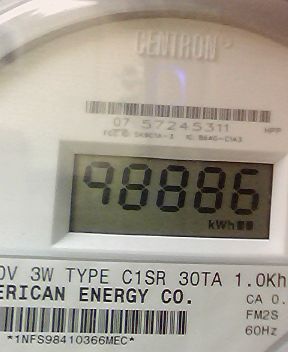 CENTRON®
07 57245311
HPP
98886
kWh
0V 3W TYPE C1SR 30TA 1.0Kh
ERICAN ENERGY CO.
CA 0.
FM2S
60Hz
*1NFS98410366MEC*